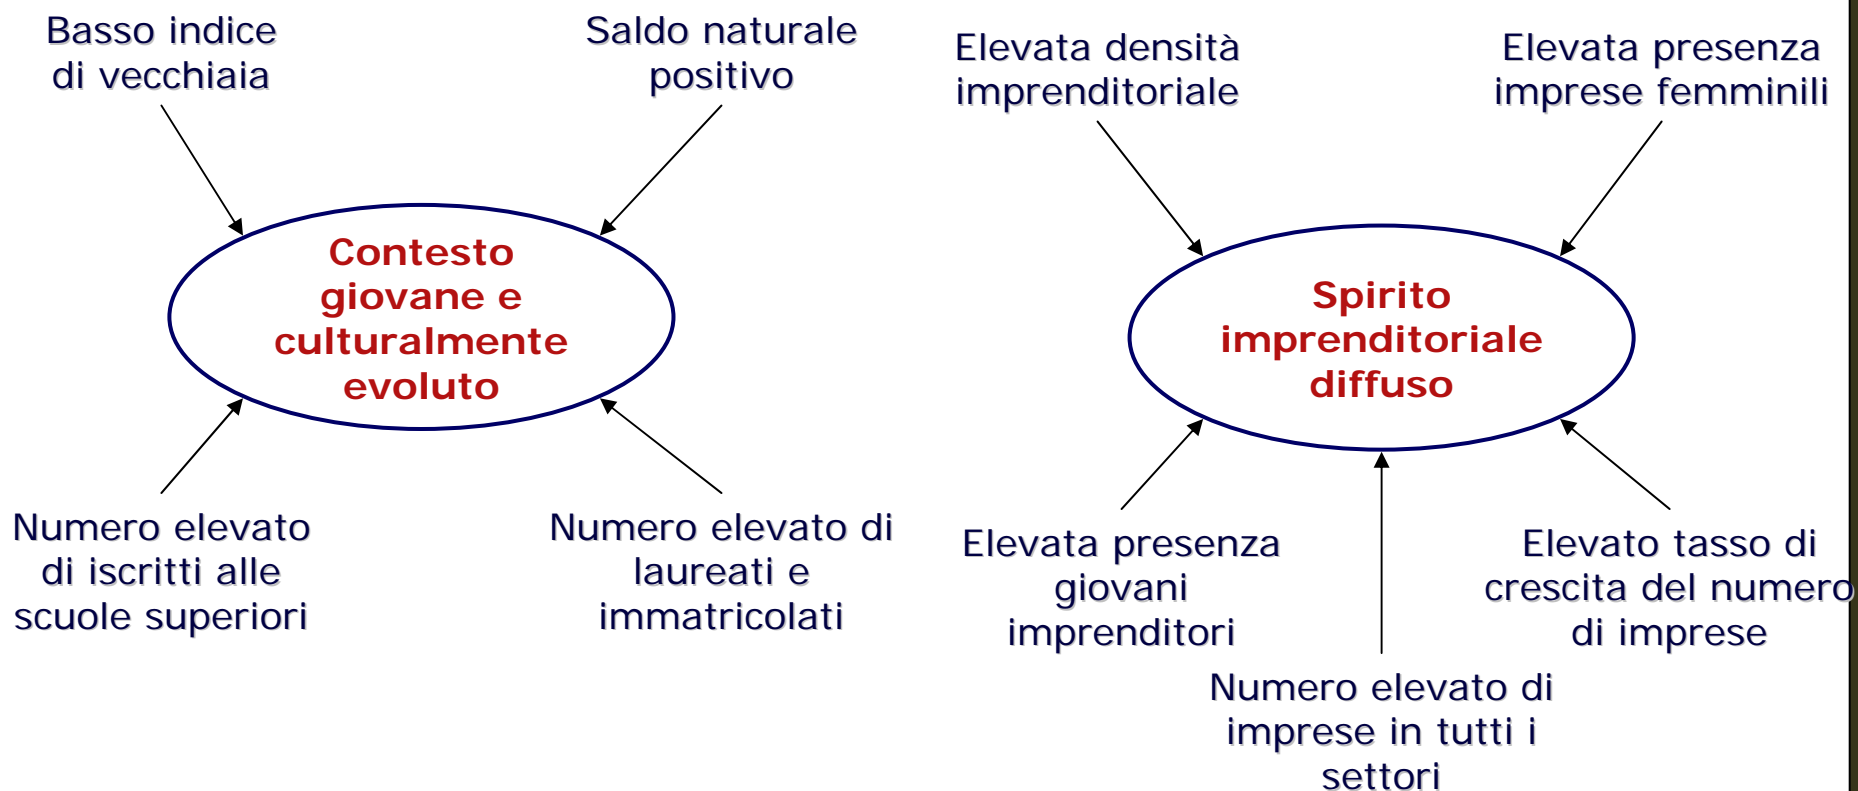 Basso indice
di vecchiaia
Saldo naturale
positivo
Contesto
giovane e
culturalmente
evoluto
Numero elevato
di iscritti alle
scuole superiori
Numero elevato di
laureati e
immatricolati
Elevata densità
imprenditoriale
Elevata presenza
imprese femminili
Spirito
imprenditoriale
diffuso
Elevata presenza
giovani
imprenditori
Numero elevato di
imprese in tutti i
settori
Elevato tasso di
crescita del numero
di imprese